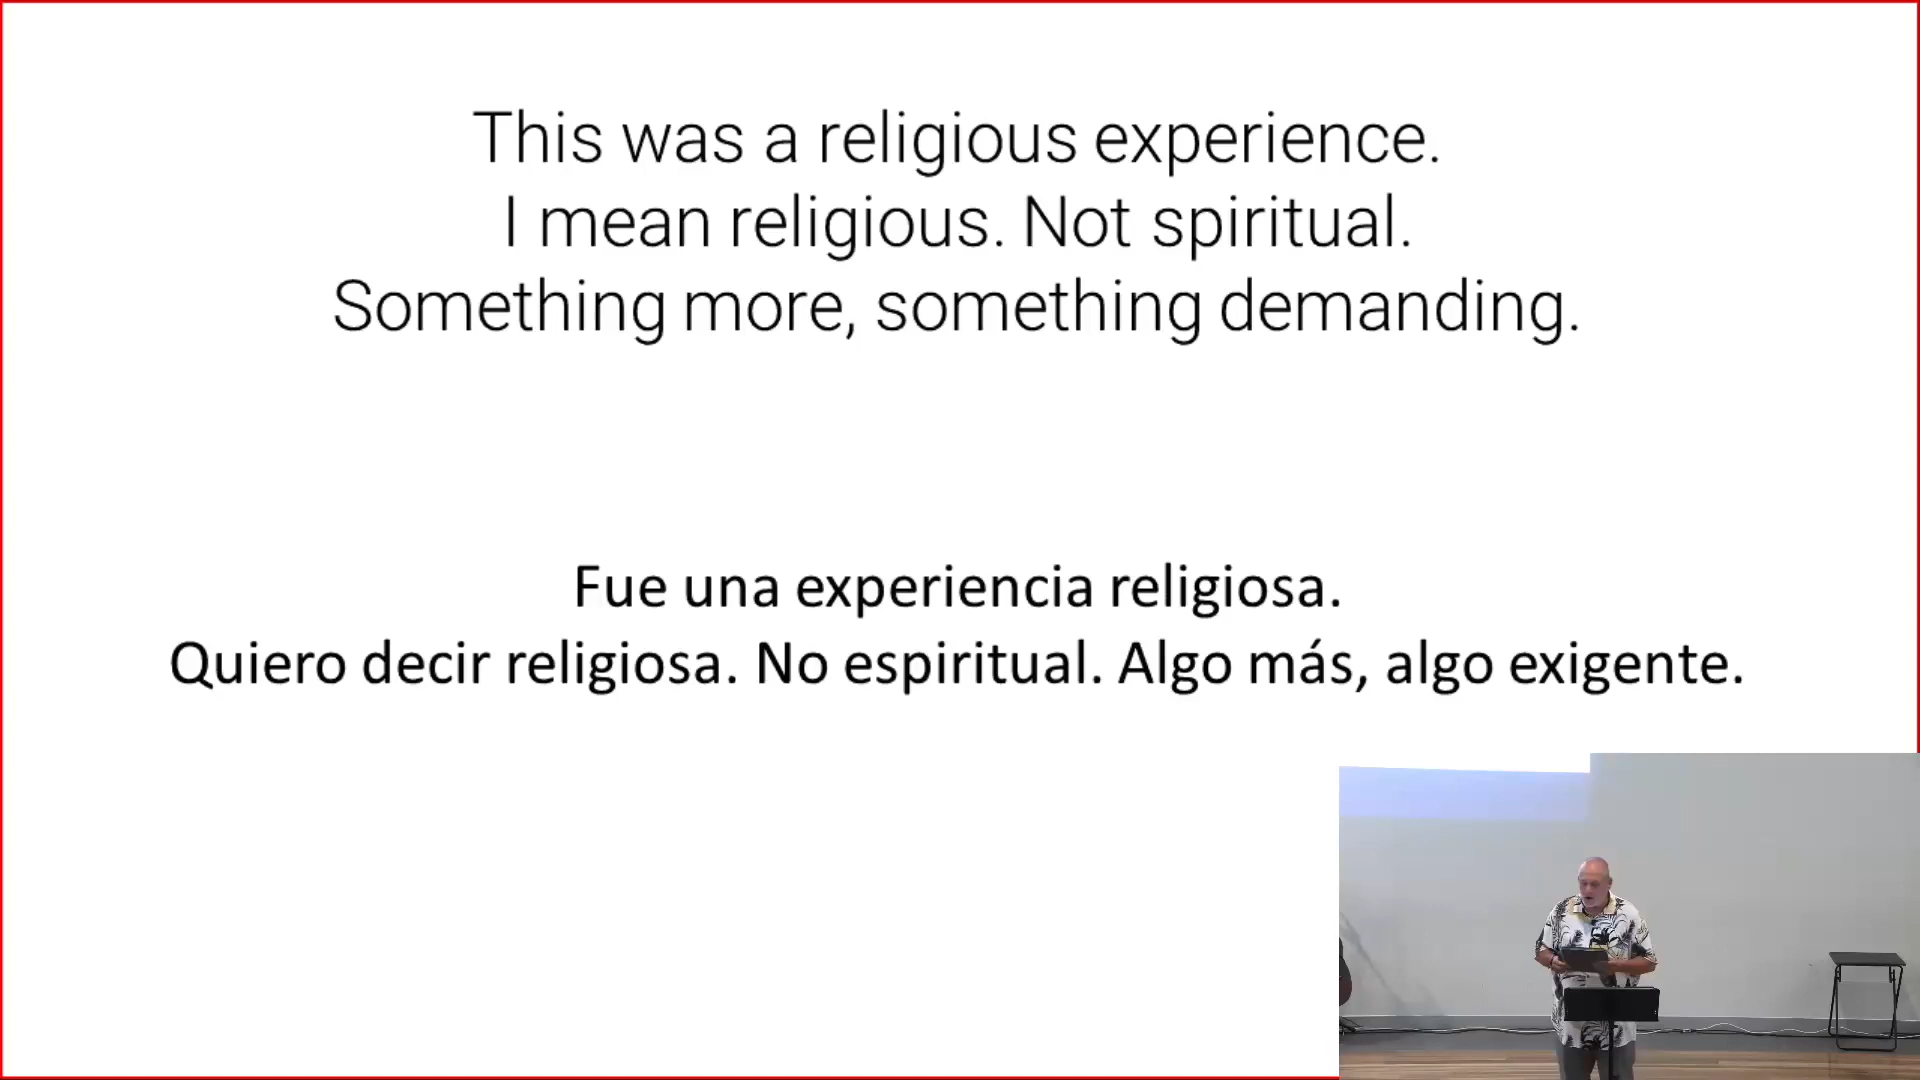 This was a religious experience.
I mean religious. Not spiritual.
Something more, something demanding.
Fue una experiencia religiosa.
Quiero decir religiosa. No espiritual. Algo más, algo exigente.